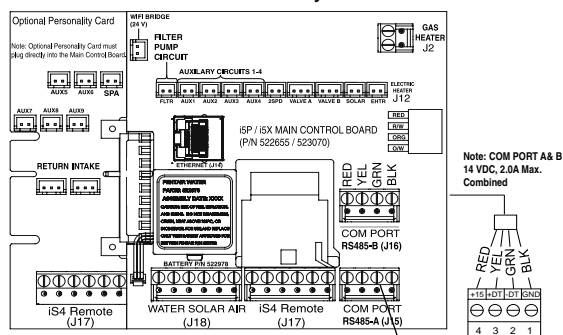 Optional Personality Card
Note: Optional Personality Card must
plug directly into the Main Control Board.
AUX5 AUX6 SPA
AUX7 AUX8 AUX9
RETURN INTAKE
iS4 Remote
(J17)
WIFI BRIDGE
(24 V)
FILTER
PUMP
CIRCUIT
AUXILARY CIRCUITS 1-4
FLTR AUX1 AUX2 AUX3 AUX4 2SPD VALVE A VALVE B SOLAR EHTR
GAS
HEATER
J2
ELECTRIC
HEATER
J12
RED
R/W
ORG
O/W
i5P / i5X MAIN CONTROL BOARD
(P/N 522655 / 523070)
ETHERNET (J14)
PENTAIR WATER
ASSEMBLY DATE: XXXX
BATTERY P/N 522978
WATER SOLAR AIR
(J18)
iS4 Remote
(J17)
RED
YEL
GRN
BLK
COM PORT
RS485-B (J16)
COM PORT
RS485-A (J15)
Note: COM PORT A& B
14 VDC, 2.0A Max.
Combined
RED
YEL
GRN
BLK
+15 +DT -DT GND
4 3 2 1